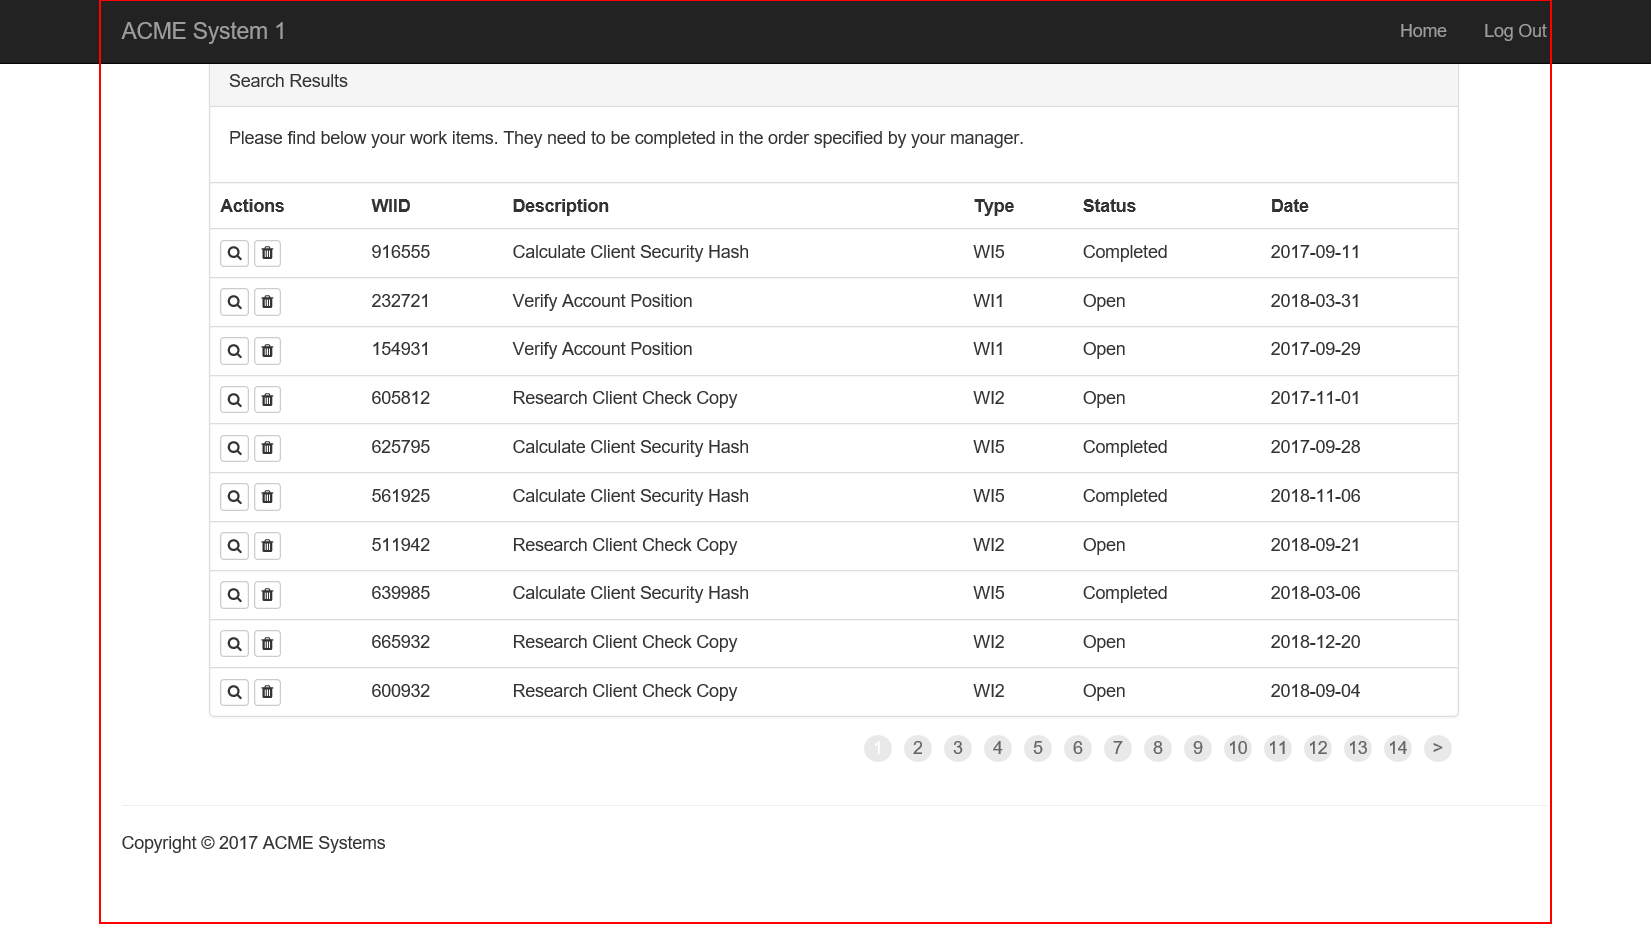 ACME System 1 Home Log Out
Search Results
Please find below your work items. They need to be completed in the order specified by your manager.
Actions WIID Description Type Status Date
916555 Calculate Client Security Hash WI5 Completed 2017-09-11
232721 Verify Account Position WI1 Open 2018-03-31
154931 Verify Account Position WI1 Open 2017-09-29
605812 Research Client Check Copy WI2 Open 2017-11-01
625795 Calculate Client Security Hash WI5 Completed 2017-09-28
561925 Calculate Client Security Hash WI5 Completed 2018-11-06
511942 Research Client Check Copy WI2 Open 2018-09-21
639985 Calculate Client Security Hash WI5 Completed 2018-03-06
665932 Research Client Check Copy WI2 Open 2018-12-20
600932 Research Client Check Copy WI2 Open 2018-09-04
1 2 3 4 5 6 7 8 9 10 11 12 13 14 >
Copyright © 2017 ACME Systems